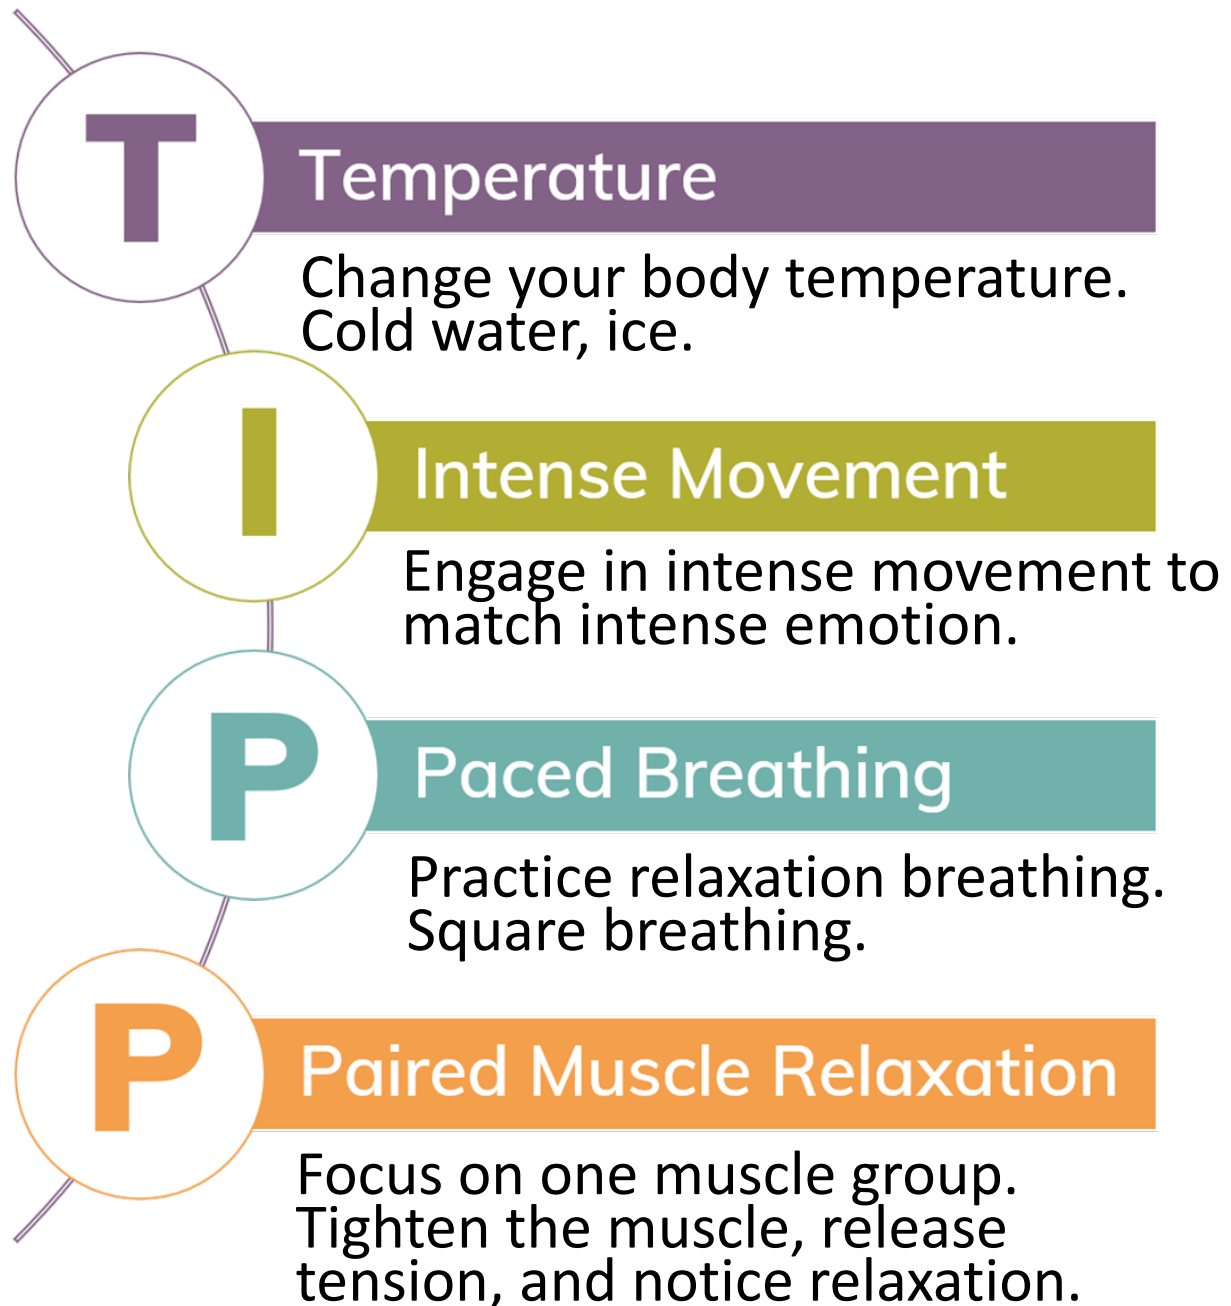 T
Temperature
Change your body temperature.
Cold water, ice.
I
Intense Movement
Engage in intense movement to
match intense emotion.
P
Paced Breathing
Practice relaxation breathing.
Square breathing.
P
Paired Muscle Relaxation
Focus on one muscle group.
Tighten the muscle, release
tension, and notice relaxation.